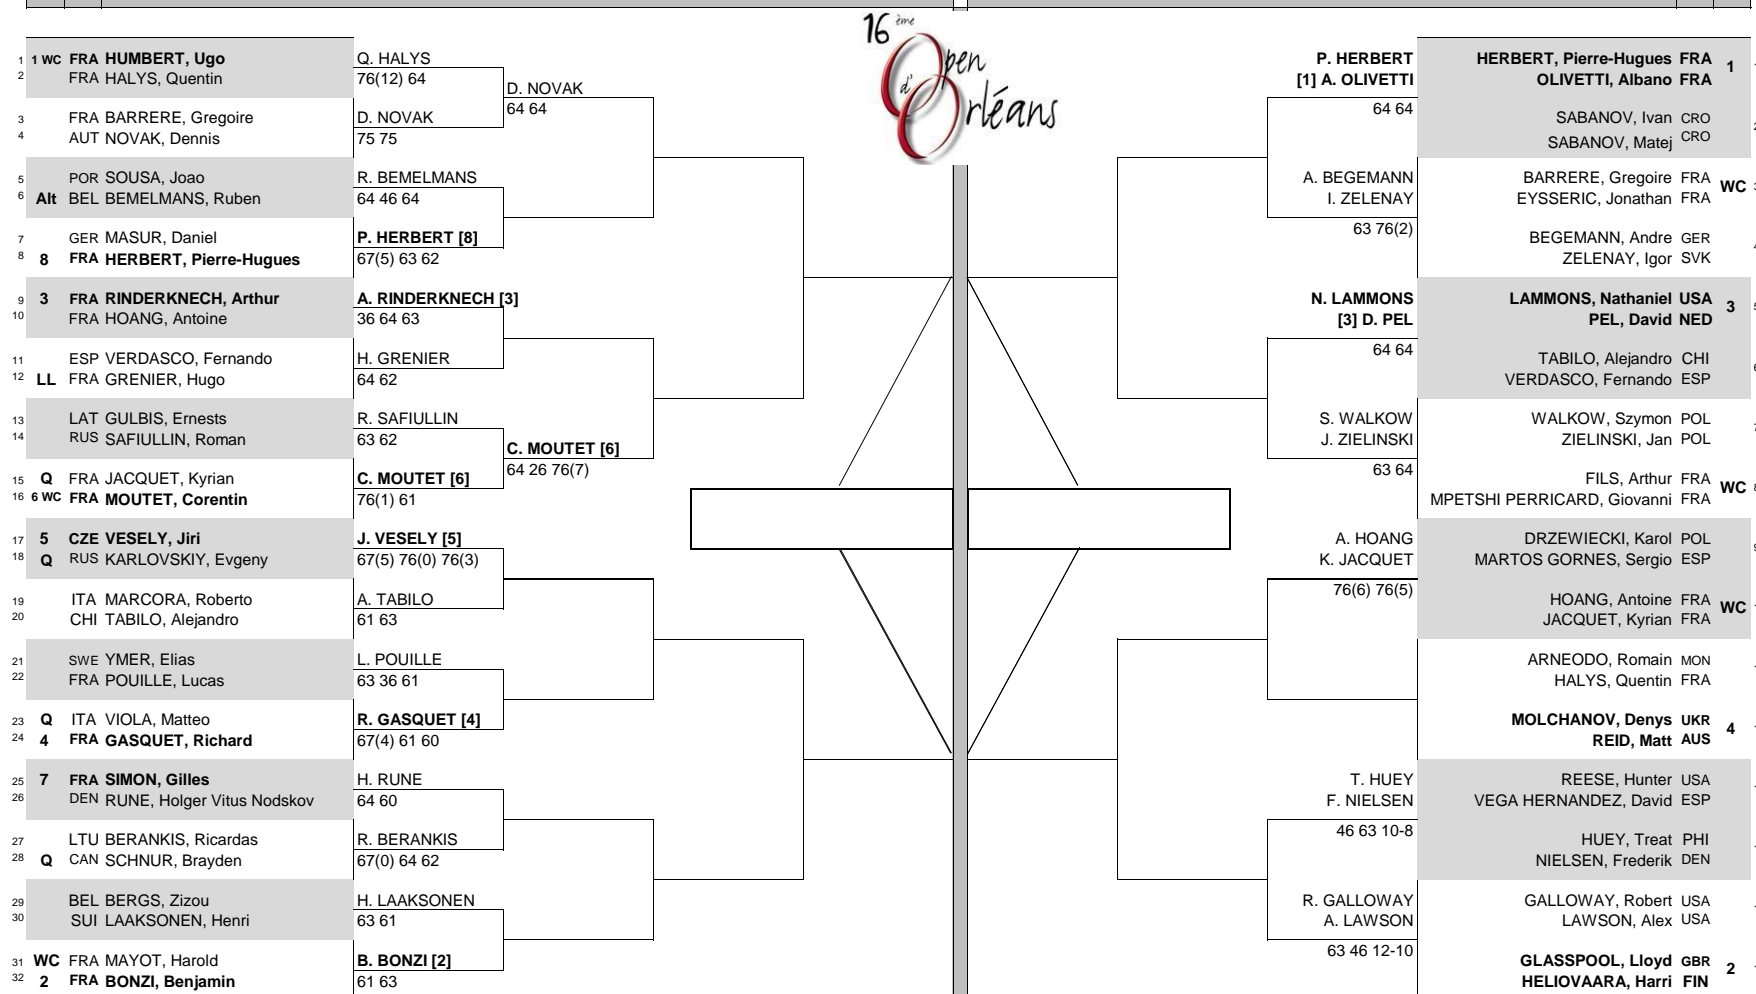 16 ème
Open
d'
Orléans
1 1 WC FRA HUMBERT, Ugo
2 FRA HALYS, Quentin
3 FRA BARRERE, Gregoire
4 AUT NOVAK, Dennis
5 POR SOUSA, Joao
6 Alt BEL BEMELMANS, Ruben
7 GER MASUR, Daniel
8 8 FRA HERBERT, Pierre-Hugues
9 3 FRA RINDERKNECH, Arthur
10 FRA HOANG, Antoine
11 ESP VERDASCO, Fernando
12 LL FRA GRENIER, Hugo
13 LAT GULBIS, Ernests
14 RUS SAFIULLIN, Roman
15 Q FRA JACQUET, Kyrian
16 6 WC FRA MOUTET, Corentin
17 5 CZE VESELY, Jiri
18 Q RUS KARLOVSKIY, Evgeny
19 ITA MARCORA, Roberto
20 CHI TABILO, Alejandro
21 SWE YMER, Elias
22 FRA POUILLE, Lucas
23 Q ITA VIOLA, Matteo
24 4 FRA GASQUET, Richard
25 7 FRA SIMON, Gilles
26 DEN RUNE, Holger Vitus Nodskov
27 LTU BERANKIS, Ricardas
28 Q CAN SCHNUR, Brayden
29 BEL BERGS, Zizou
30 SUI LAAKSONEN, Henri
31 WC FRA MAYOT, Harold
32 2 FRA BONZI, Benjamin
Q. HALYS
76(12) 64
D. NOVAK
75 75
R. BEMELMANS
64 46 64
P. HERBERT [8]
67(5) 63 62
A. RINDERKNECH [3]
36 64 63
H. GRENIER
64 62
R. SAFIULLIN
63 62
C. MOUTET [6]
76(1) 61
J. VESELY [5]
67(5) 76(0) 76(3)
A. TABILO
61 63
L. POUILLE
63 36 61
R. GASQUET [4]
67(4) 61 60
H. RUNE
64 60
R. BERANKIS
67(0) 64 62
H. LAAKSONEN
63 61
B. BONZI [2]
61 63
D. NOVAK
64 64
C. MOUTET [6]
64 26 76(7)
P. HERBERT
[1] A. OLIVETTI
64 64
A. BEGEMANN
I. ZELENAY
63 76(2)
N. LAMMONS
[3] D. PEL
64 64
S. WALKOW
J. ZIELINSKI
63 64
A. HOANG
K. JACQUET
76(6) 76(5)
T. HUEY
F. NIELSEN
46 63 10-8
R. GALLOWAY
A. LAWSON
63 46 12-10
HERBERT, Pierre-Hugues FRA 1
OLIVETTI, Albano FRA
SABANOV, Ivan CRO
SABANOV, Matej CRO
BARRERE, Gregoire FRA WC
EYSSERIC, Jonathan FRA
BEGEMANN, Andre GER
ZELENAY, Igor SVK
LAMMONS, Nathaniel USA 3
PEL, David NED
TABILO, Alejandro CHI
VERDASCO, Fernando ESP
WALKOW, Szymon POL
ZIELINSKI, Jan POL
FILS, Arthur FRA WC
MPETSHI PERRICARD, Giovanni FRA
DRZEWIECKI, Karol POL
MARTOS GORNES, Sergio ESP
HOANG, Antoine FRA WC
JACQUET, Kyrian FRA
ARNEODO, Romain MON
HALYS, Quentin FRA
MOLCHANOV, Denys UKR 4
REID, Matt AUS
REESE, Hunter USA
VEGA HERNANDEZ, David ESP
HUEY, Treat PHI
NIELSEN, Frederik DEN
GALLOWAY, Robert USA
LAWSON, Alex USA
GLASSPOOL, Lloyd GBR 2
HELIOVAARA, Harri FIN